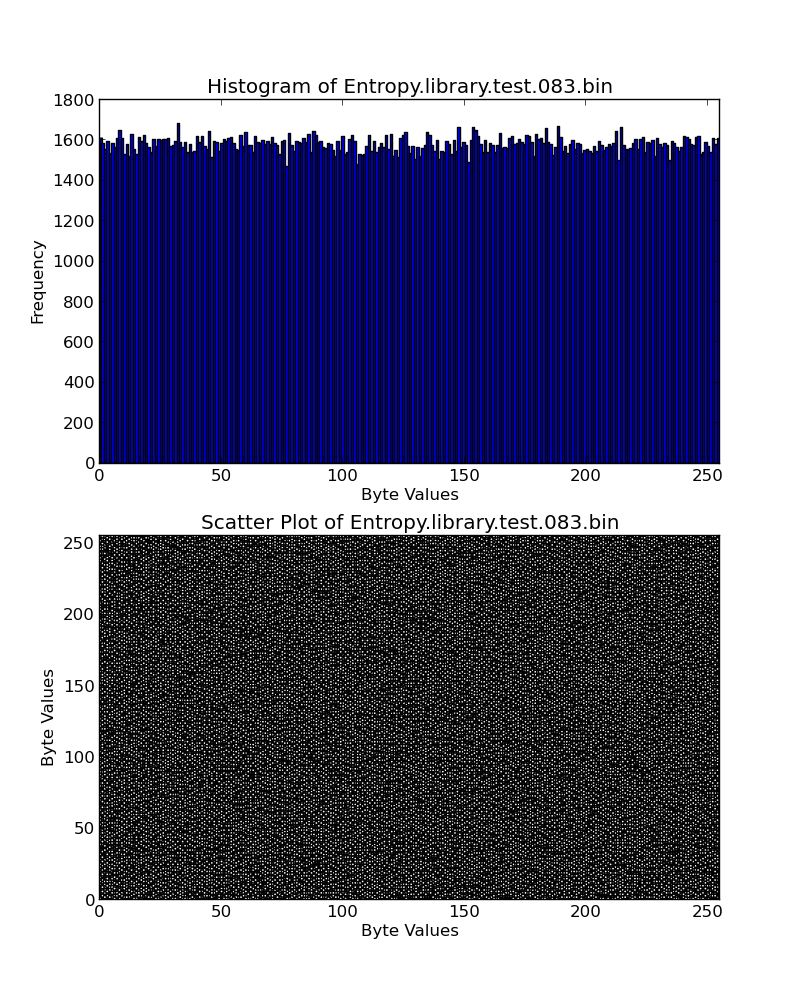 Histogram of Entropy.library.test.083.bin
1800
1600
1400
1200
1000
800
600
400
200
0
Frequency
0 50 100 150 200 250
Byte Values
Scatter Plot of Entropy.library.test.083.bin
250
200
150
100
50
0
Byte Values
0 50 100 150 200 250
Byte Values